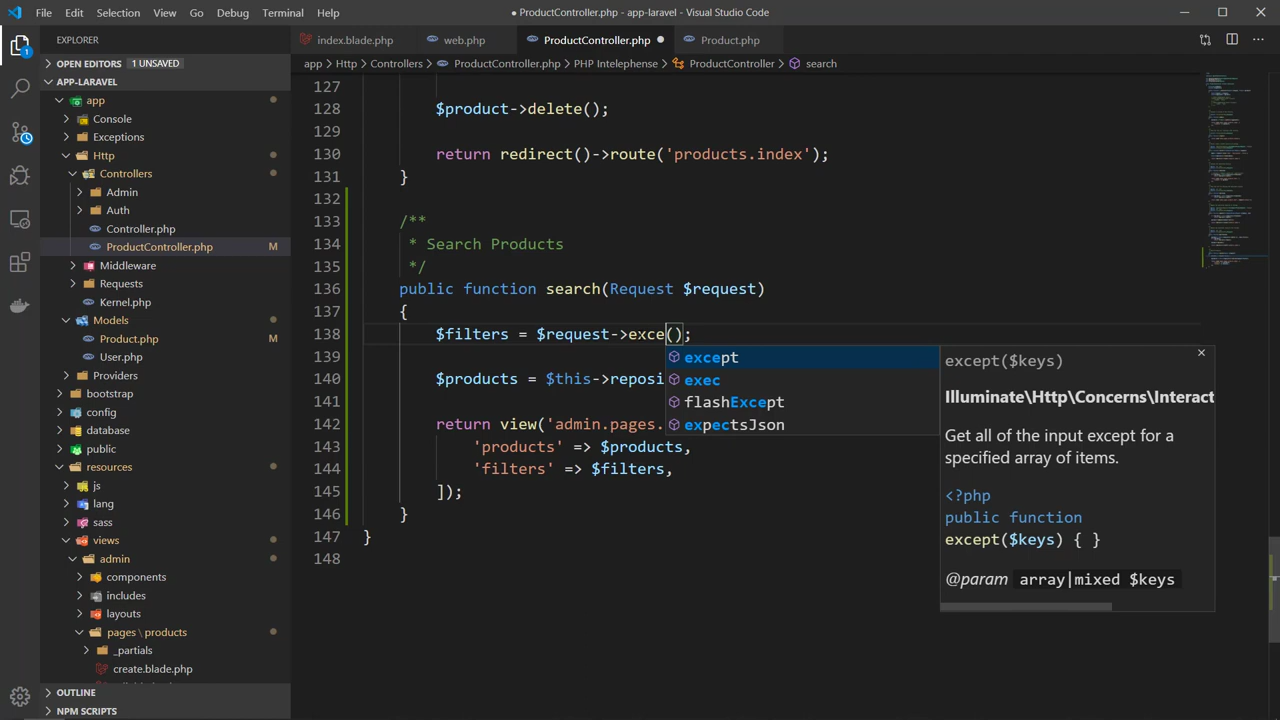 File Edit Selection View Go Debug Terminal Help
● ProductController.php - app-laravel - Visual Studio Code
EXPLORER
index.blade.php
web.php
ProductController.php
Product.php
OPEN EDITORS 1 UNSAVED
app > Http > Controllers > ProductController.php > PHP Intelephense > ProductController > search
APP-LARAVEL
app
Console
Exceptions
Http
Controllers
Admin
Auth
Controller.php
ProductController.php M
Middleware
Requests
Kernel.php
Models
Product.php
User.php
Providers
bootstrap
config
database
public
resources
js
lang
sass
views
admin
components
includes
layouts
pages \ products
_partials
create.blade.php
OUTLINE
NPM SCRIPTS
1
127
128 $product->delete();
129
130 return redirect()->route('products.index');
131 }
132
133 /**
134 * Search Products
135 */
136 public function search(Request $request)
137 {
138 $filters = $request->exce();
139
140 $products = $this->reposi
141
142 return view('admin.pages.
143 'products' => $products,
144 'filters' => $filters,
145 ]);
146 }
147 }
148
except
exec
flashExcept
expectsJson
except($keys)
Illuminate\Http\Concerns\Interact
Get all of the input except for a
specified array of items.
<?php
public function
except($keys) { }
@param array|mixed $keys